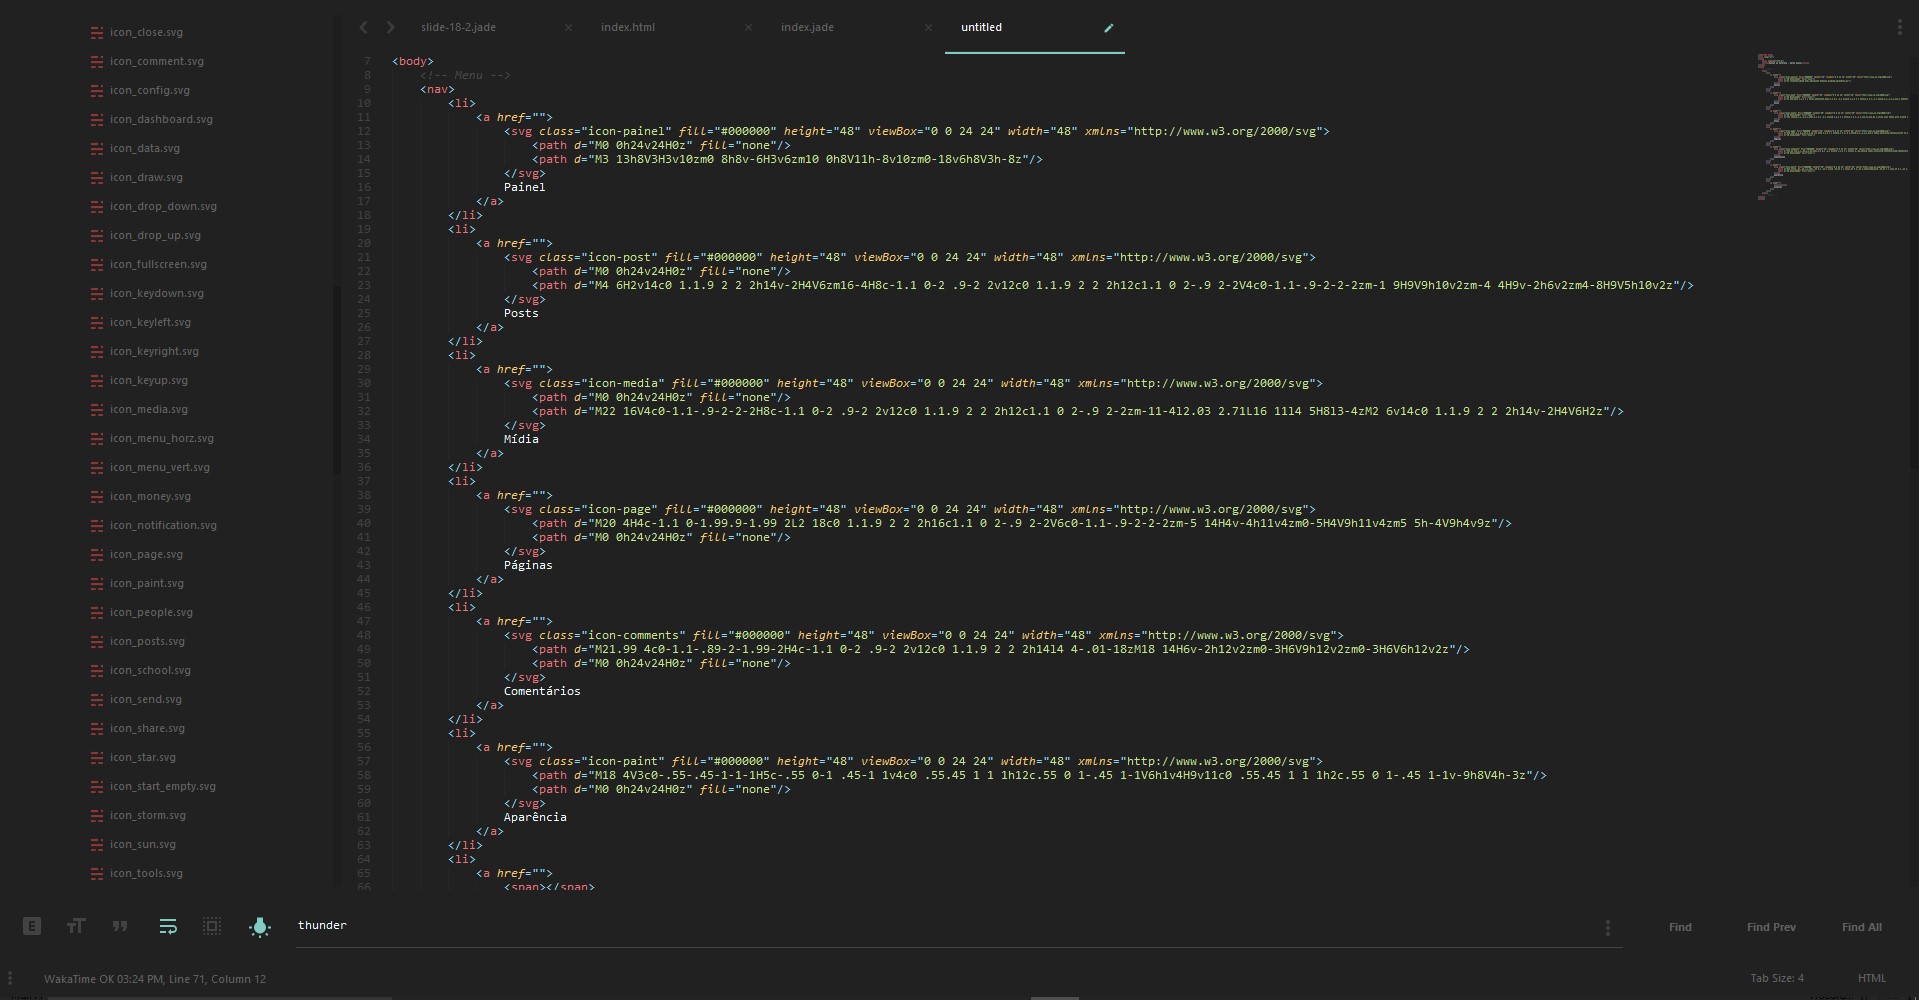 icon_close.svg
icon_comment.svg
icon_config.svg
icon_dashboard.svg
icon_data.svg
icon_draw.svg
icon_drop_down.svg
icon_drop_up.svg
icon_fullscreen.svg
icon_keydown.svg
icon_keyleft.svg
icon_keyright.svg
icon_keyup.svg
icon_media.svg
icon_menu_horz.svg
icon_menu_vert.svg
icon_money.svg
icon_notification.svg
icon_page.svg
icon_paint.svg
icon_people.svg
icon_posts.svg
icon_school.svg
icon_send.svg
icon_share.svg
icon_star.svg
icon_start_empty.svg
icon_storm.svg
icon_sun.svg
icon_tools.svg
slide-18-2.jade index.html index.jade untitled
7 <body>
8 <!-- Menu -->
9 <nav>
10 <li>
11 <a href="">
12 <svg class="icon-painel" fill="#000000" height="48" viewBox="0 0 24 24" width="48" xmlns="http://www.w3.org/2000/svg">
13 <path d="M0 0h24v24H0z" fill="none"/>
14 <path d="M3 13h8V3H3v10zm0 8h8v-6H3v6zm10 0h8V11h-8v10zm0-18v6h8V3h-8z"/>
15 </svg>
16 Painel
17 </a>
18 </li>
19 <li>
20 <a href="">
21 <svg class="icon-post" fill="#000000" height="48" viewBox="0 0 24 24" width="48" xmlns="http://www.w3.org/2000/svg">
22 <path d="M0 0h24v24H0z" fill="none"/>
23 <path d="M4 6H2v14c0 1.1.9 2 2 2h14v-2H4V6zm16-4H8c-1.1 0-2 .9-2 2v12c0 1.1.9 2 2 2h12c1.1 0 2-.9 2-2V4c0-1.1-.9-2-2-2zm-1 9H9V9h10v2zm-4 4H9v-2h6v2zm4-8H9V5h10v2z"/>
24 </svg>
25 Posts
26 </a>
27 </li>
28 <li>
29 <a href="">
30 <svg class="icon-media" fill="#000000" height="48" viewBox="0 0 24 24" width="48" xmlns="http://www.w3.org/2000/svg">
31 <path d="M0 0h24v24H0z" fill="none"/>
32 <path d="M22 16V4c0-1.1-.9-2-2-2H8c-1.1 0-2 .9-2 2v12c0 1.1.9 2 2 2h12c1.1 0 2-.9 2-2zm-11-4l2.03 2.71L16 11l4 5H8l3-4zM2 6v14c0 1.1.9 2 2 2h14v-2H4V6H2z"/>
33 </svg>
34 Mídia
35 </a>
36 </li>
37 <li>
38 <a href="">
39 <svg class="icon-page" fill="#000000" height="48" viewBox="0 0 24 24" width="48" xmlns="http://www.w3.org/2000/svg">
40 <path d="M20 4H4c-1.1 0-1.99.9-1.99 2L2 18c0 1.1.9 2 2 2h16c1.1 0 2-.9 2-2V6c0-1.1-.9-2-2-2zm-5 14H4v-4h11v4zm0-5H4V9h11v4zm5 5h-4V9h4v9z"/>
41 <path d="M0 0h24v24H0z" fill="none"/>
42 </svg>
43 Páginas
44 </a>
45 </li>
46 <li>
47 <a href="">
48 <svg class="icon-comments" fill="#000000" height="48" viewBox="0 0 24 24" width="48" xmlns="http://www.w3.org/2000/svg">
49 <path d="M21.99 4c0-1.1-.89-2-1.99-2H4c-1.1 0-2 .9-2 2v12c0 1.1.9 2 2 2h14l4 4-.01-18zM18 14H6v-2h12v2zm0-3H6V9h12v2zm0-3H6V6h12v2z"/>
50 <path d="M0 0h24v24H0z" fill="none"/>
51 </svg>
52 Comentários
53 </a>
54 </li>
55 <li>
56 <a href="">
57 <svg class="icon-paint" fill="#000000" height="48" viewBox="0 0 24 24" width="48" xmlns="http://www.w3.org/2000/svg">
58 <path d="M18 4V3c0-.55-.45-1-1-1H5c-.55 0-1 .45-1 1v4c0 .55.45 1 1 1h12c.55 0 1-.45 1-1V6h1v4H9v11c0 .55.45 1 1 1h2c.55 0 1-.45 1-1v-9h8V4h-3z"/>
59 <path d="M0 0h24v24H0z" fill="none"/>
60 </svg>
61 Aparência
62 </a>
63 </li>
64 <li>
65 <a href="">
66 <span></span>
thunder Find Find Prev Find All
WakaTime OK 03:24 PM, Line 71, Column 12 Tab Size: 4 HTML